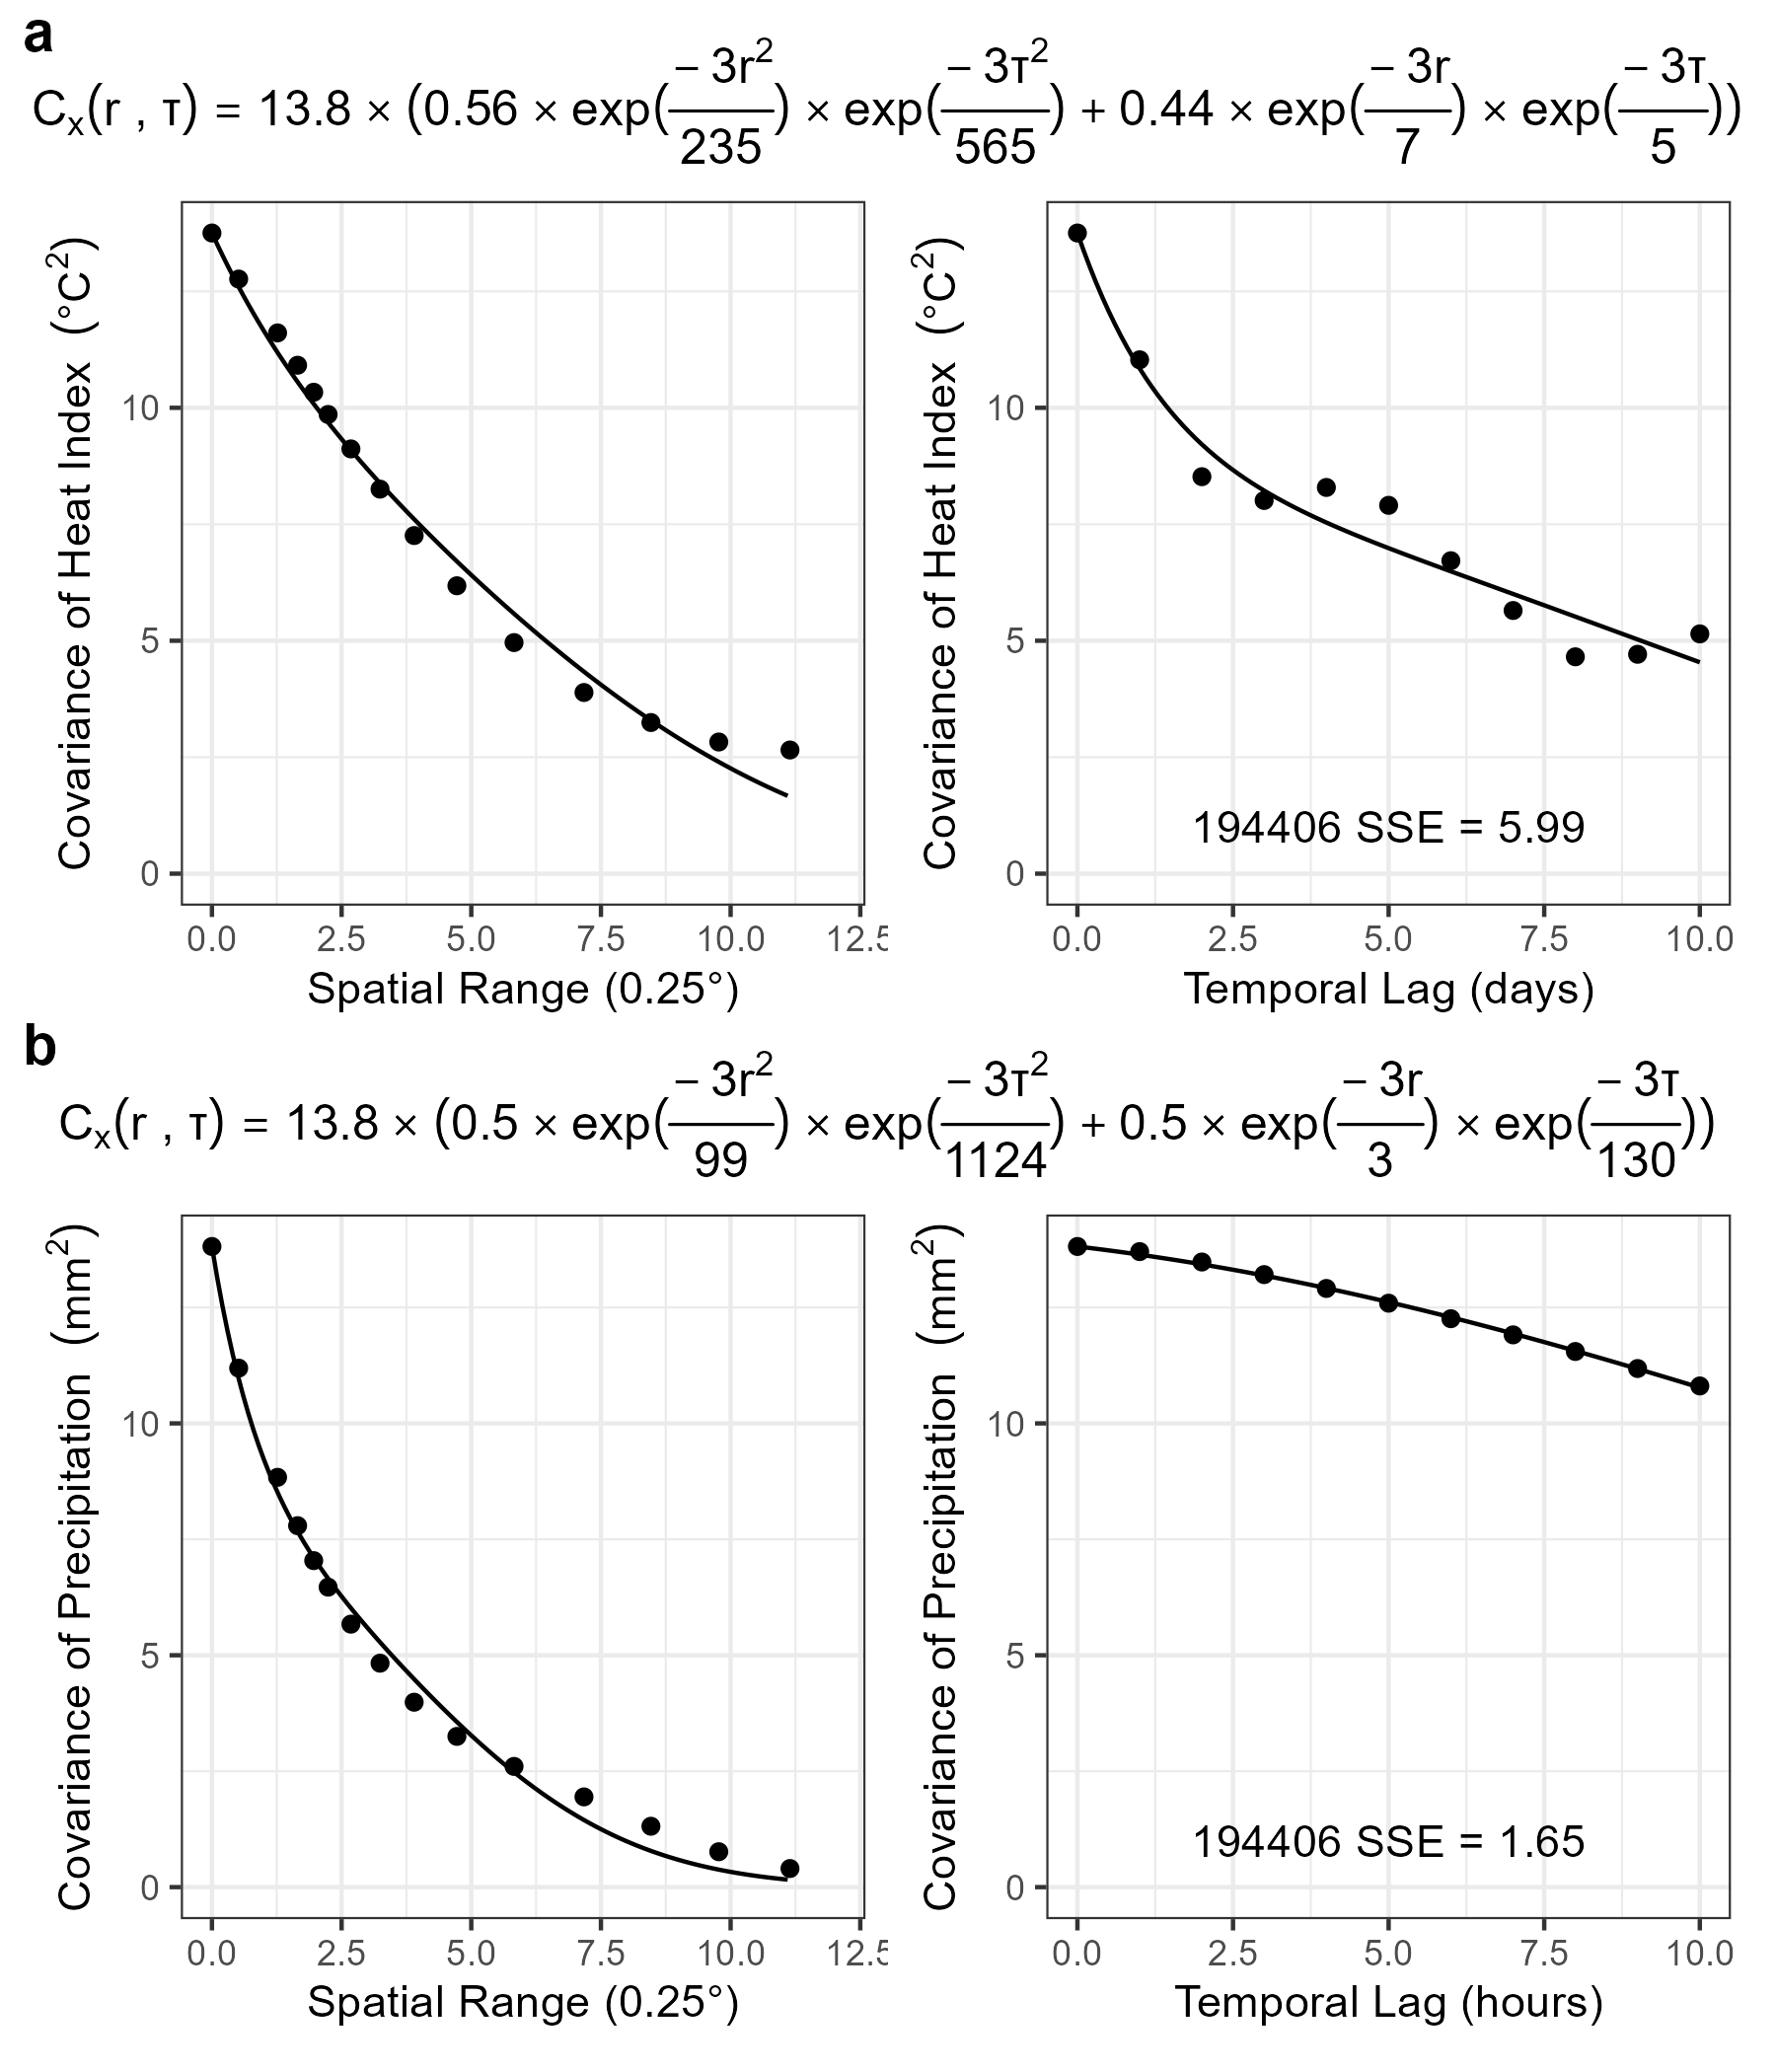 a
Cx(r , τ) = 13.8 × (0.56 × exp(− 3r²/235) × exp(− 3τ²/565) + 0.44 × exp(− 3r/7) × exp(− 3τ/5))
Covariance of Heat Index (°C²)
10
5
0
0.0 2.5 5.0 7.5 10.0 12.5
Spatial Range (0.25°)
Covariance of Heat Index (°C²)
10
5
0
194406 SSE = 5.99
0.0 2.5 5.0 7.5 10.0
Temporal Lag (days)
b
Cx(r , τ) = 13.8 × (0.5 × exp(− 3r²/99) × exp(− 3τ²/1124) + 0.5 × exp(− 3r/3) × exp(− 3τ/130))
Covariance of Precipitation (mm²)
10
5
0
0.0 2.5 5.0 7.5 10.0 12.5
Spatial Range (0.25°)
Covariance of Precipitation (mm²)
10
5
0
194406 SSE = 1.65
0.0 2.5 5.0 7.5 10.0
Temporal Lag (hours)